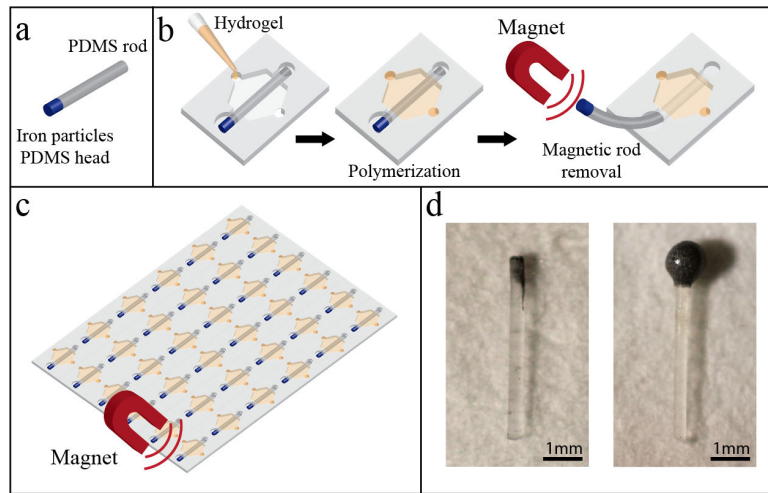 a
PDMS rod
Iron particles
PDMS head
b
Hydrogel
Polymerization
Magnet
Magnetic rod
removal
c
Magnet
d
1mm
1mm